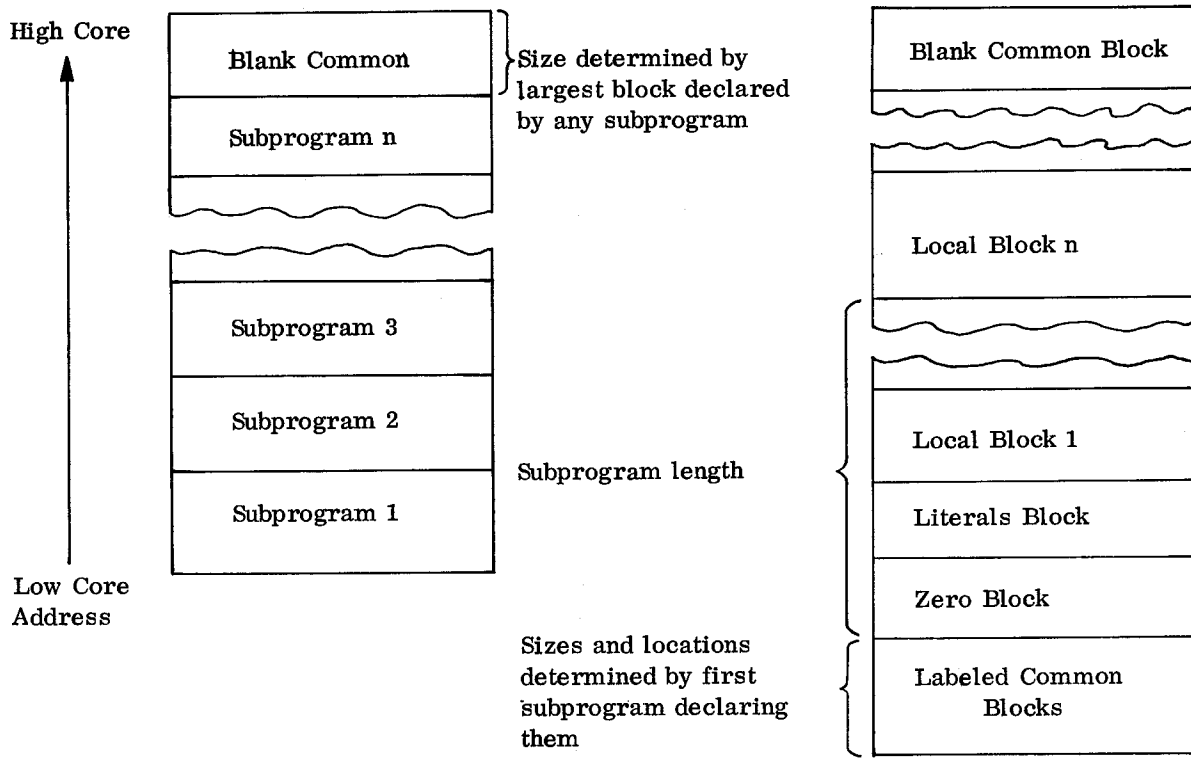 High Core
Blank Common
Size determined by
largest block declared
by any subprogram
Subprogram n
Subprogram 3
Subprogram 2
Subprogram 1
Low Core
Address
Blank Common Block
Local Block n
Subprogram length
Local Block 1
Literals Block
Zero Block
Sizes and locations
determined by first
subprogram declaring
them
Labeled Common
Blocks